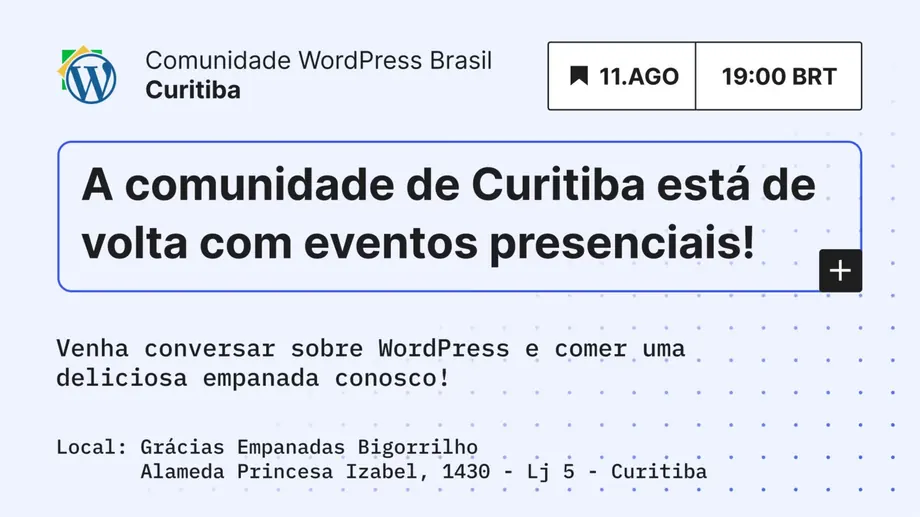 Comunidade WordPress Brasil
Curitiba
11.AGO
19:00 BRT
A comunidade de Curitiba está de
volta com eventos presenciais!
Venha conversar sobre WordPress e comer uma
deliciosa empanada conosco!
Local: Grácias Empanadas Bigorrilho
Alameda Princesa Izabel, 1430 - Lj 5 - Curitiba